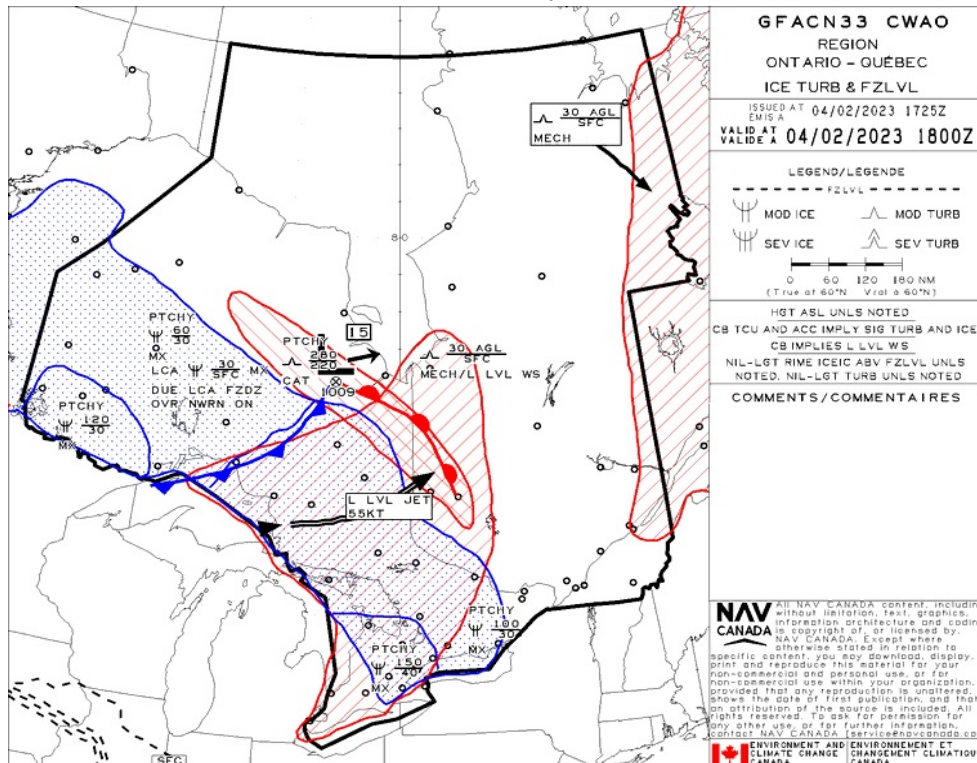 GFACN33 CWAO
REGION
ONTARIO - QUÉBEC
ICE TURB & FZLVL
ISSUED AT
ÉMIS A
04/02/2023 1725Z
VALID AT
VALIDE A
04/02/2023 1800Z
LEGEND/LÉGENDE
FZLVL
MOD ICE
MOD TURB
SEV ICE
SEV TURB
0 60 120 180 NM
(True at 60°N Vrai à 60°N)
HGT ASL UNLS NOTED
CB TCU AND ACC IMPLY SIG TURB AND ICE
CB IMPLIES L LVL WS
NIL-LGT RIME ICEIC ABV FZLVL UNLS
NOTED. NIL-LGT TURB UNLS NOTED
COMMENTS/COMMENTAIRES
30 AGL
SFC
MECH
80
PTCHY
60
30
MX
LCA 30 MX
SFC
DUE LCA FZDZ
OVR NWRN ON
PTCHY
120
30
MX
PTCHY
280
220
CAT
15
1009
30 AGL
SFC
MECH/L LVL WS
L LVL JET
55KT
PTCHY
100
30
MX
PTCHY
150
40
MX
SFC
NAV
CANADA
All NAV CANADA content, including
without limitation, text, graphics,
information architecture and coding
is copyright of, or licensed by,
NAV CANADA. Except where
otherwise stated in relation to
specific content, you may download, display,
print and reproduce this material for your
non-commercial and personal use, or for
non-commercial use within your organization,
provided that any reproduction is unaltered,
shows the date of first publication, and that
an attribution of the source is included. All
rights reserved. To ask for permission for
any other use, or for further information,
contact NAV CANADA [service@navcanada.ca
ENVIRONMENT AND
CLIMATE CHANGE
CANADA
ENVIRONNEMENT ET
CHANGEMENT CLIMATIQUE
CANADA